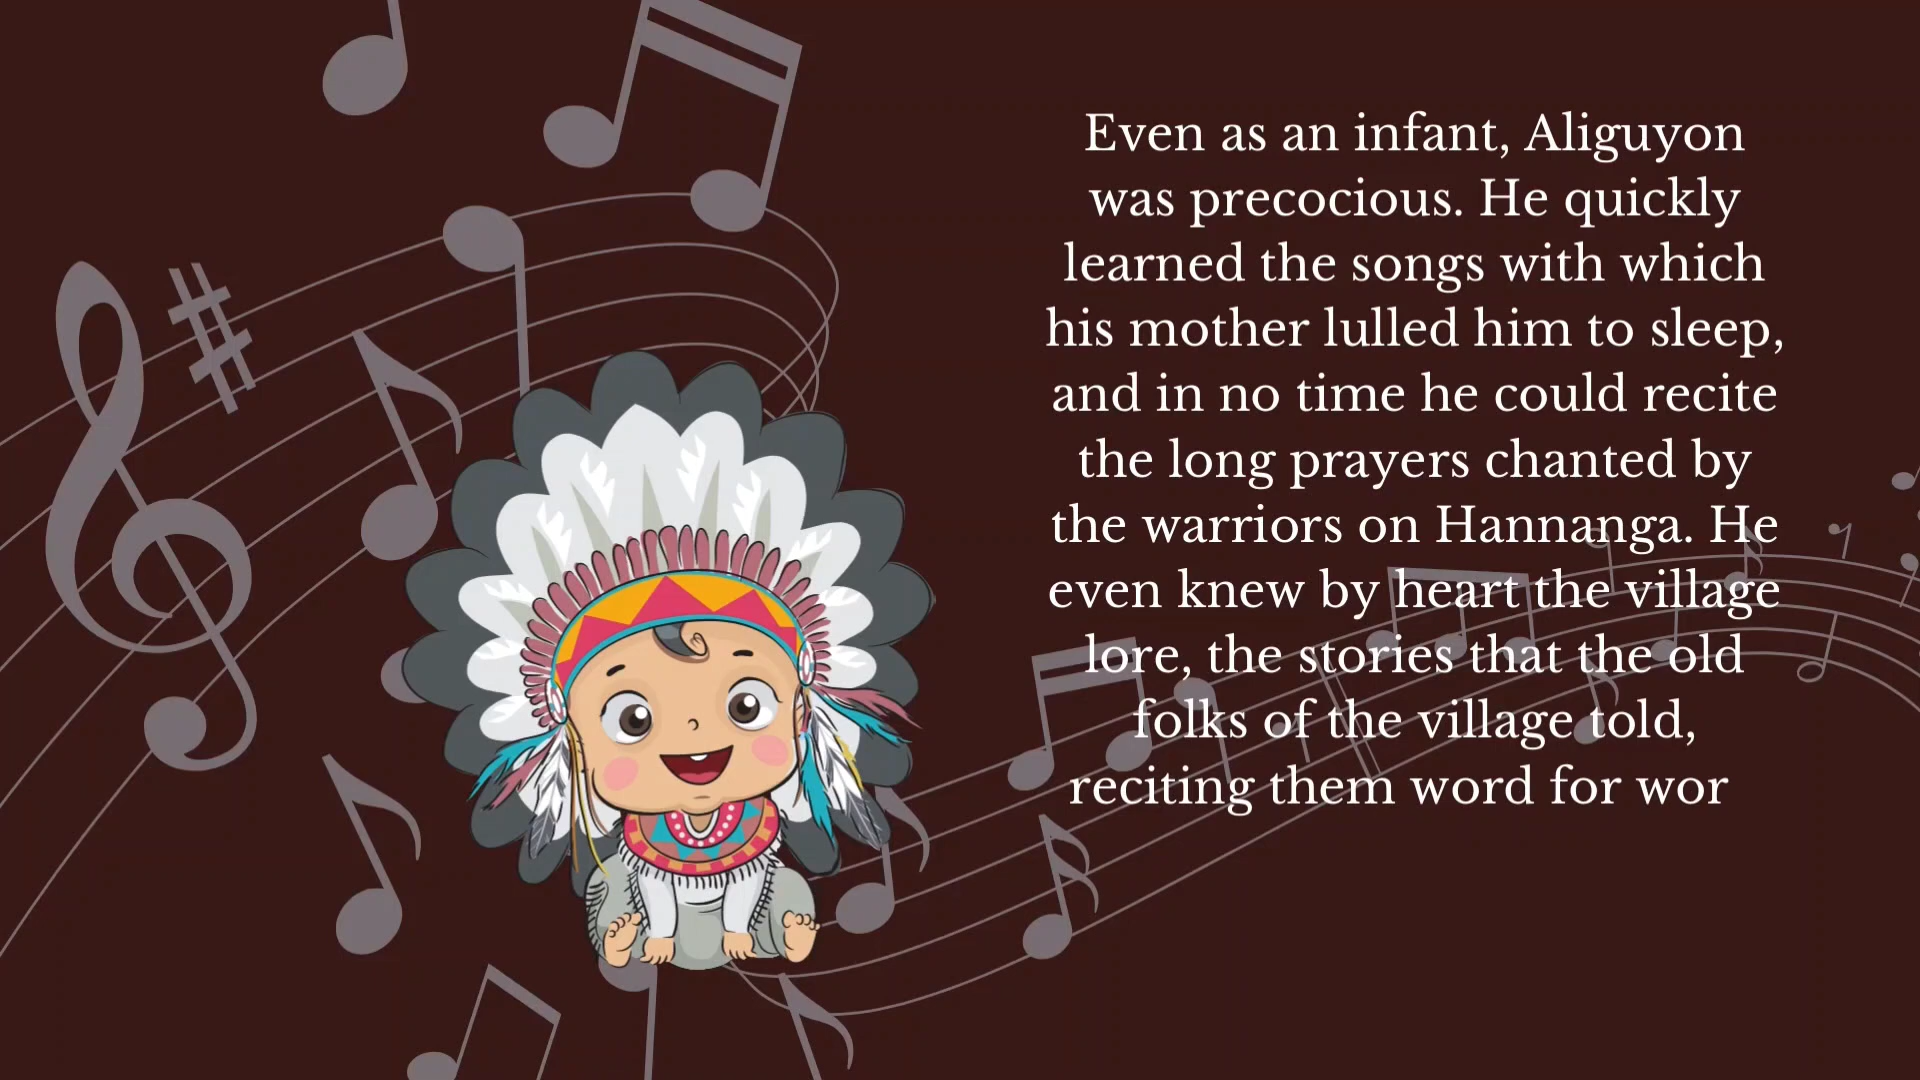 Even as an infant, Aliguyon
was precocious. He quickly
learned the songs with which
his mother lulled him to sleep,
and in no time he could recite
the long prayers chanted by
the warriors on Hannanga. He
even knew by heart the village
lore, the stories that the old
folks of the village told,
reciting them word for wor